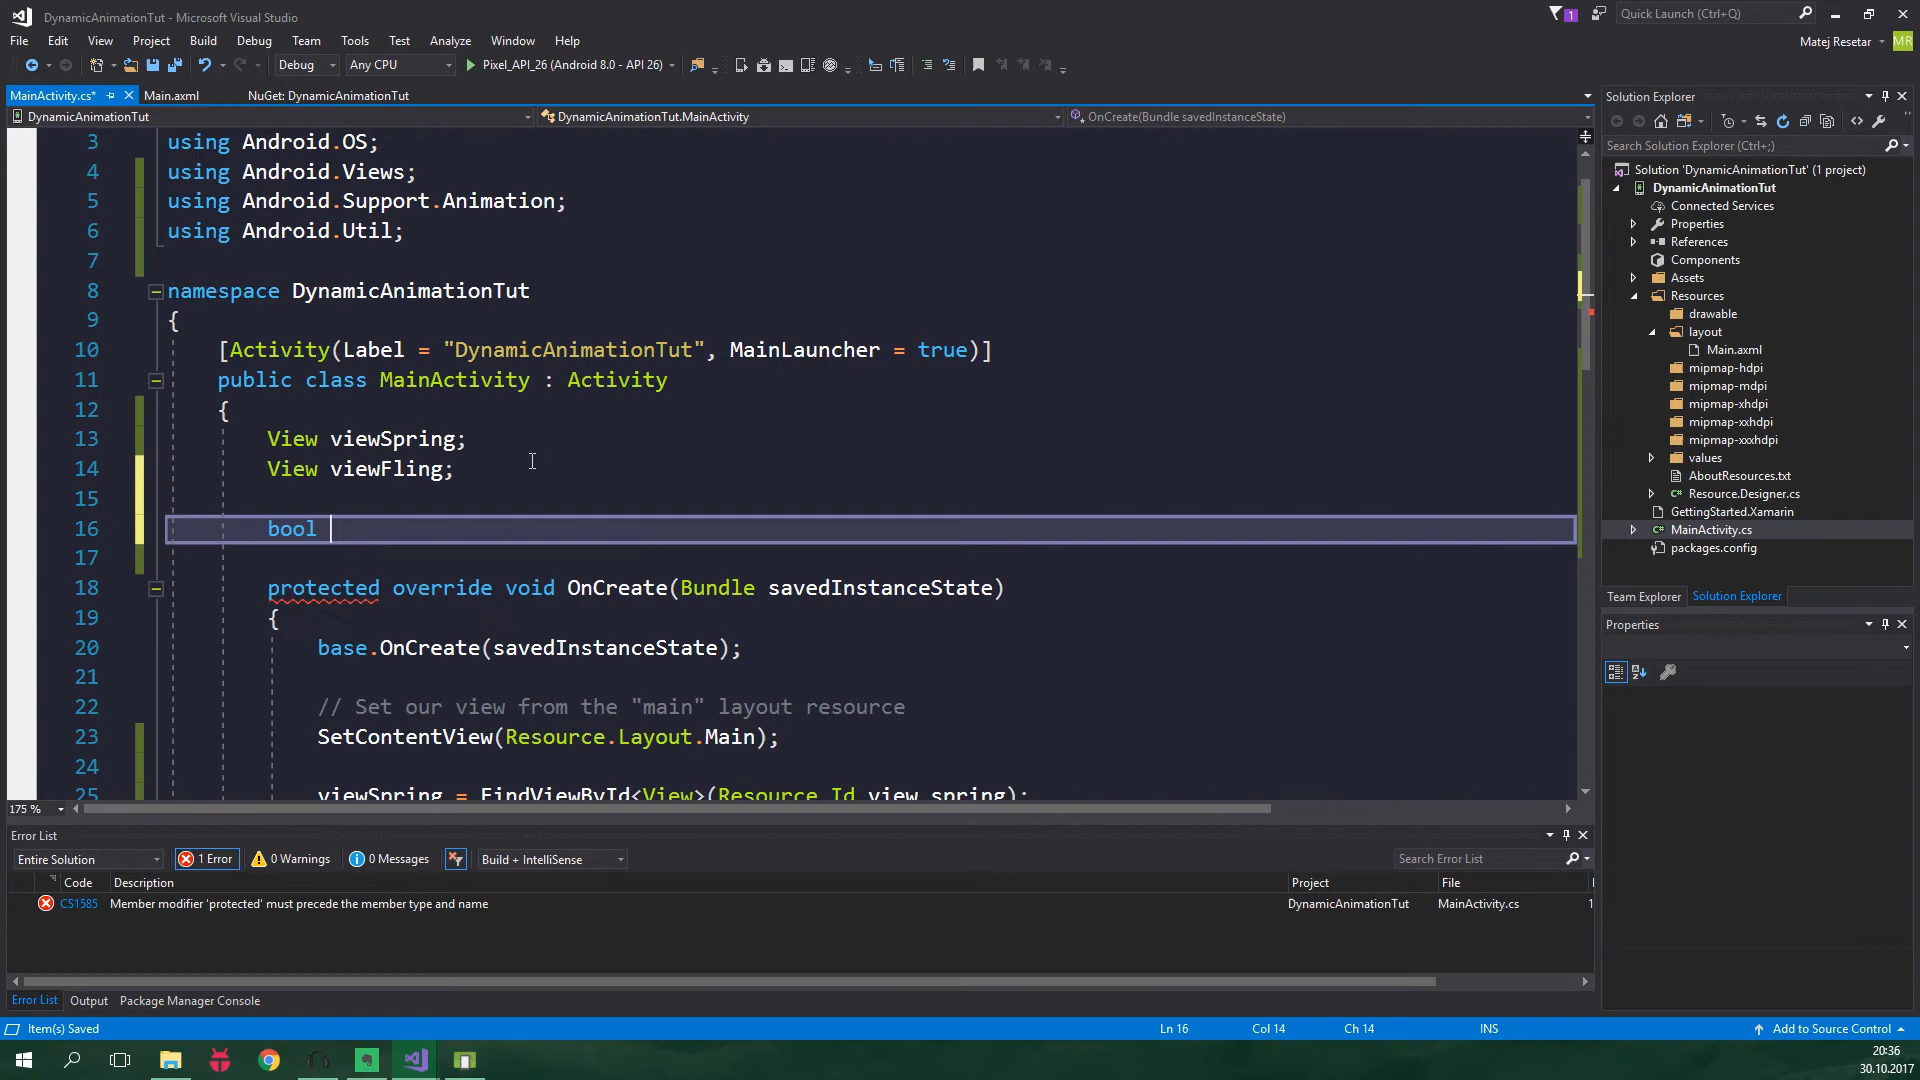 DynamicAnimationTut - Microsoft Visual Studio
1
Quick Launch (Ctrl+Q)
File Edit View Project Build Debug Team Tools Test Analyze Window Help
Matej Resetar MR
Debug Any CPU Pixel_API_26 (Android 8.0 - API 26)
MainActivity.cs* Main.axml NuGet: DynamicAnimationTut
DynamicAnimationTut DynamicAnimationTut.MainActivity OnCreate(Bundle savedInstanceState)
3 using Android.OS;
4 using Android.Views;
5 using Android.Support.Animation;
6 using Android.Util;
7
8 namespace DynamicAnimationTut
9 {
10 [Activity(Label = "DynamicAnimationTut", MainLauncher = true)]
11 public class MainActivity : Activity
12 {
13 View viewSpring;
14 View viewFling;
15
16 bool
17
18 protected override void OnCreate(Bundle savedInstanceState)
19 {
20 base.OnCreate(savedInstanceState);
21
22 // Set our view from the "main" layout resource
23 SetContentView(Resource.Layout.Main);
24
25 viewSpring = FindViewById<View>(Resource.Id.view_spring);
175 %
Solution Explorer
Search Solution Explorer (Ctrl+;)
Solution 'DynamicAnimationTut' (1 project)
DynamicAnimationTut
Connected Services
Properties
References
Components
Assets
Resources
drawable
layout
Main.axml
mipmap-hdpi
mipmap-mdpi
mipmap-xhdpi
mipmap-xxhdpi
mipmap-xxxhdpi
values
AboutResources.txt
Resource.Designer.cs
GettingStarted.Xamarin
MainActivity.cs
packages.config
Team Explorer Solution Explorer
Properties
Error List
Entire Solution 1 Error 0 Warnings 0 Messages Build + IntelliSense Search Error List
Code Description Project File
CS1585 Member modifier 'protected' must precede the member type and name DynamicAnimationTut MainActivity.cs 1
Error List Output Package Manager Console
Item(s) Saved Ln 16 Col 14 Ch 14 INS Add to Source Control
20:36
30.10.2017